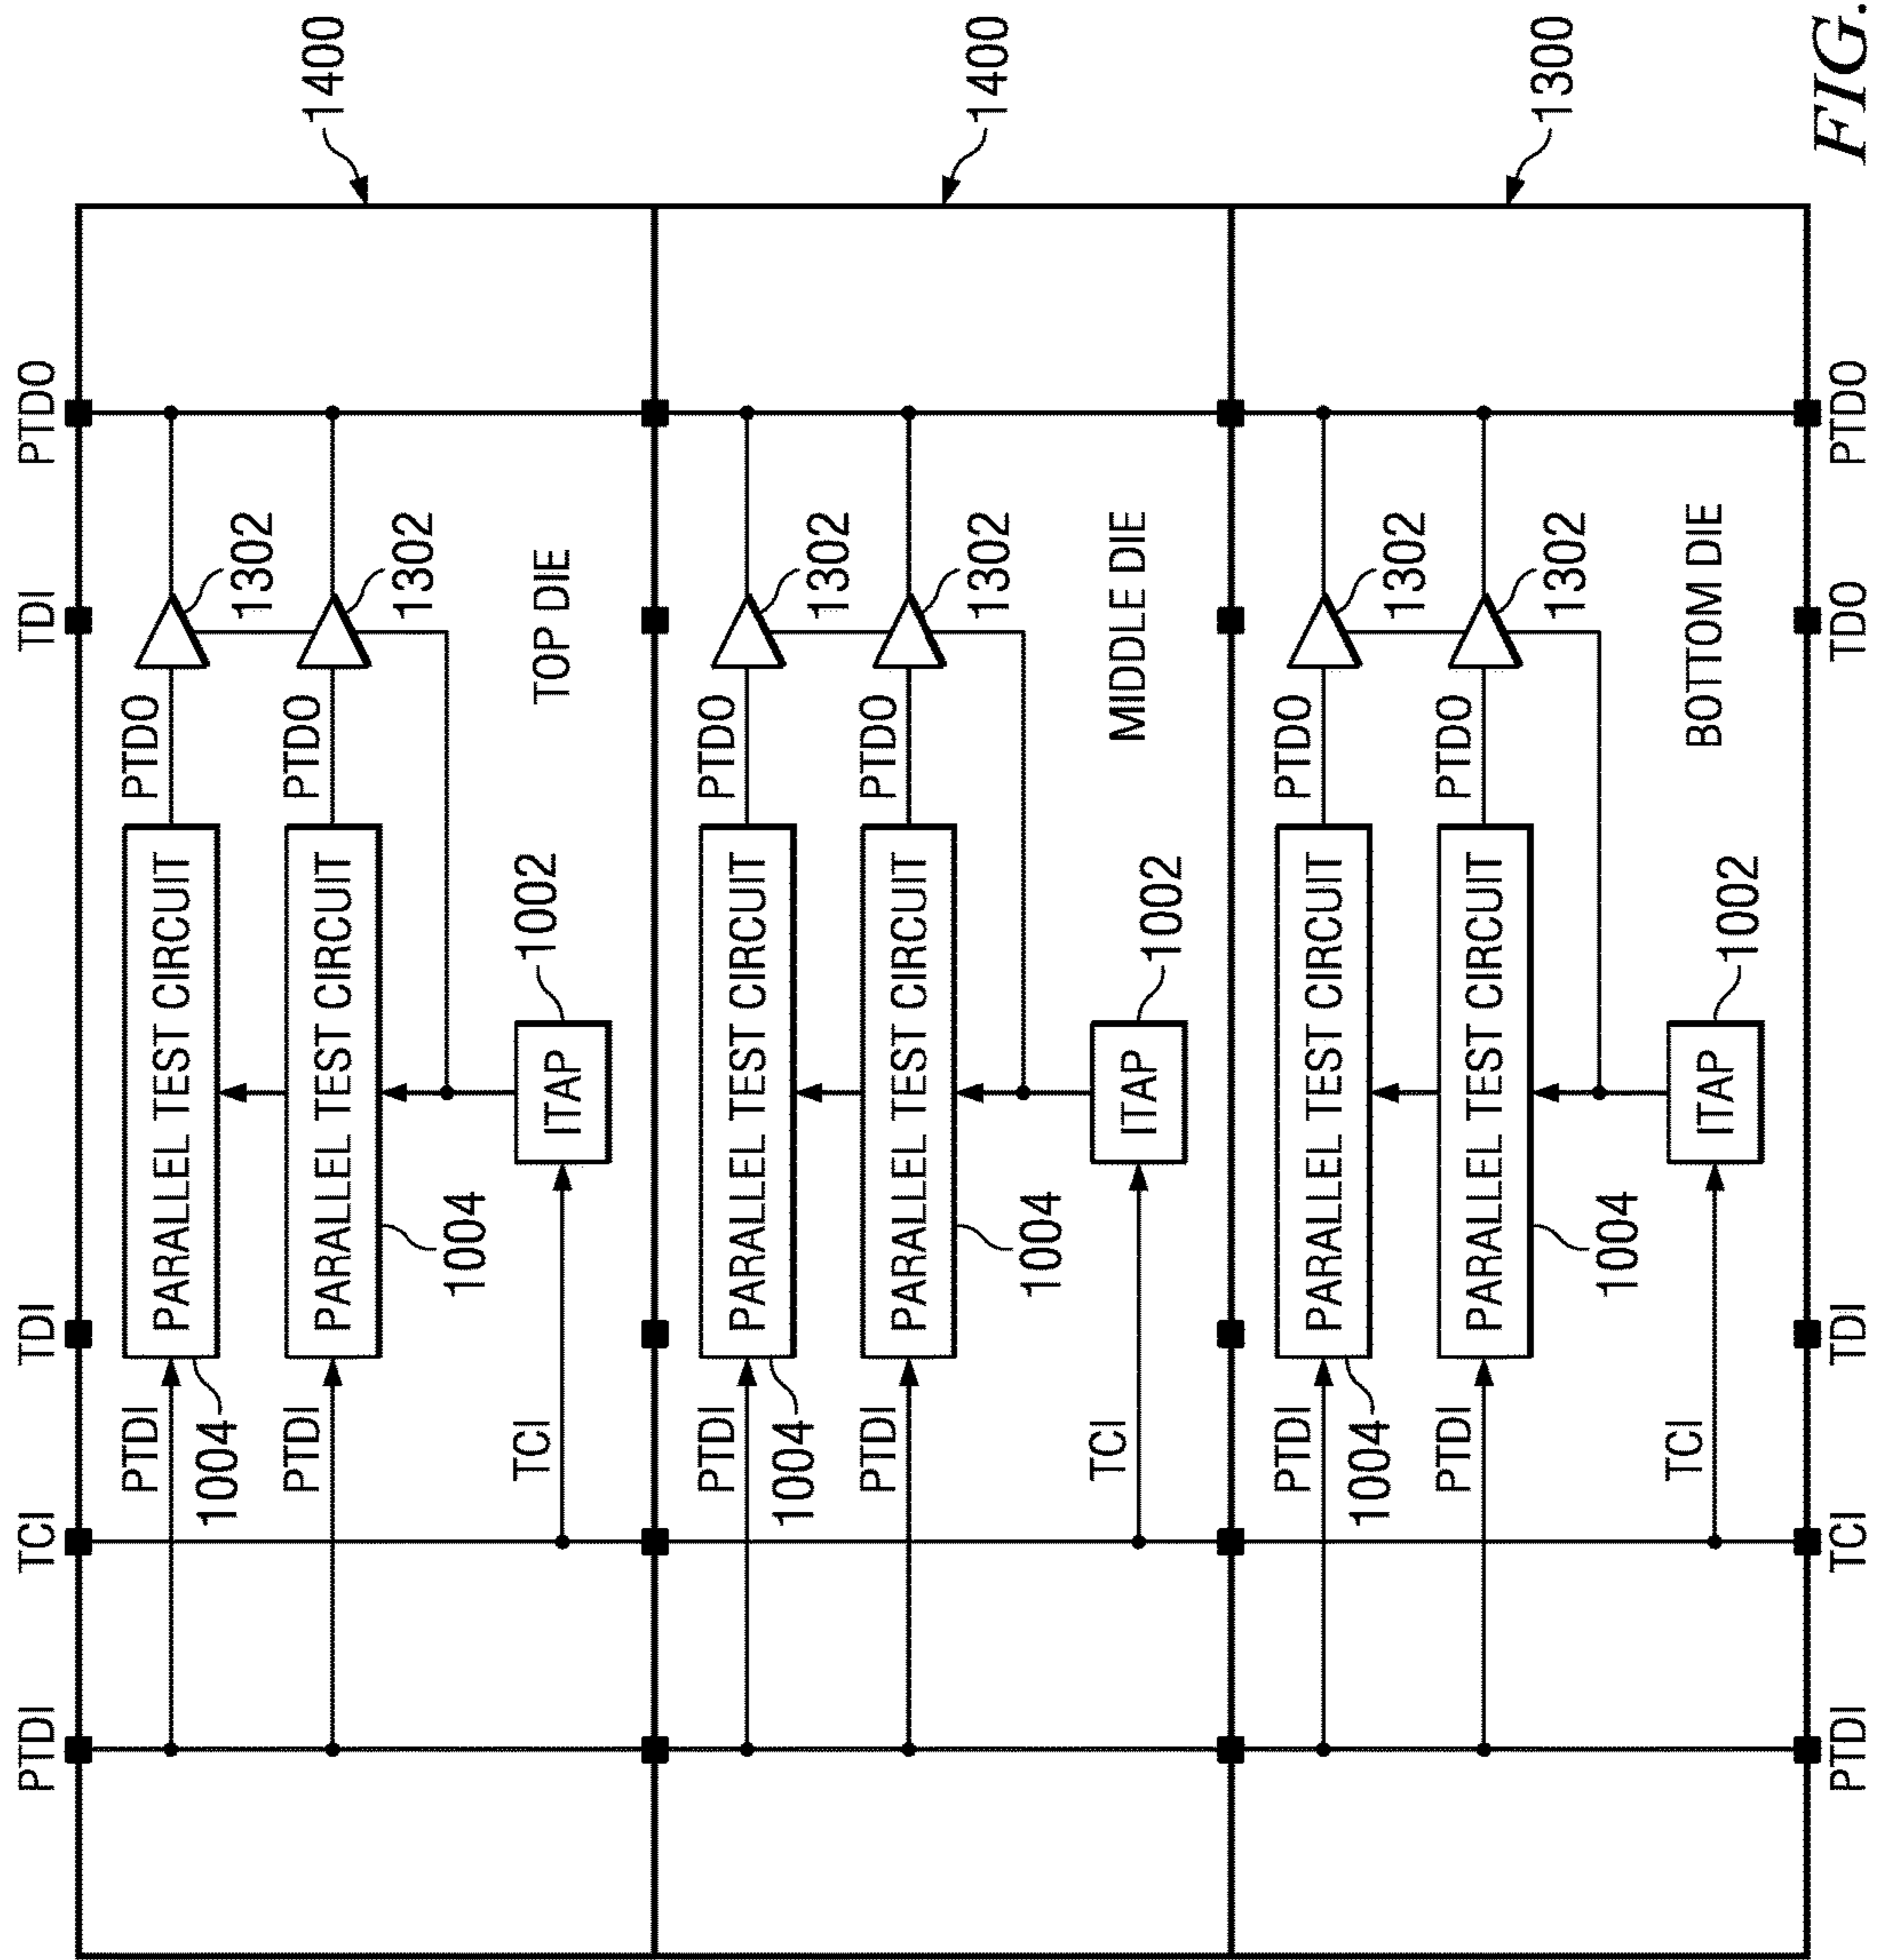 PTDI TCI TDI TDI PTDO
PTDI PTDO
PARALLEL TEST CIRCUIT
1004 1302
PTDI PTDO 1400
PARALLEL TEST CIRCUIT
1302
1004
TCI 1002
ITAP TOP DIE
PTDI PTDO
PARALLEL TEST CIRCUIT
1004 1302
PTDI PTDO 1400
PARALLEL TEST CIRCUIT
1302
1004
TCI 1002
ITAP MIDDLE DIE
PTDI PTDO
PARALLEL TEST CIRCUIT
1004 1302
PTDI PTDO 1300
PARALLEL TEST CIRCUIT
1302
1004
TCI 1002
ITAP BOTTOM DIE
PTDI TCI TDI TDO PTDO
FIG.